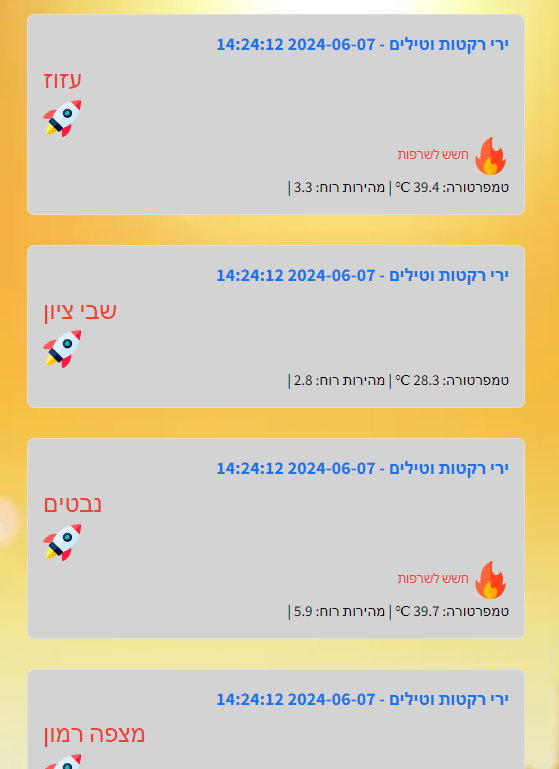 ירי רקטות וטילים - 2024-06-07 14:24:12
עזוז
חשש לשרפות
טמפרטורה: 39.4 °C | מהירות רוח: 3.3 |
ירי רקטות וטילים - 2024-06-07 14:24:12
שבי ציון
טמפרטורה: 28.3 °C | מהירות רוח: 2.8 |
ירי רקטות וטילים - 2024-06-07 14:24:12
נבטים
חשש לשרפות
טמפרטורה: 39.7 °C | מהירות רוח: 5.9 |
ירי רקטות וטילים - 2024-06-07 14:24:12
מצפה רמון